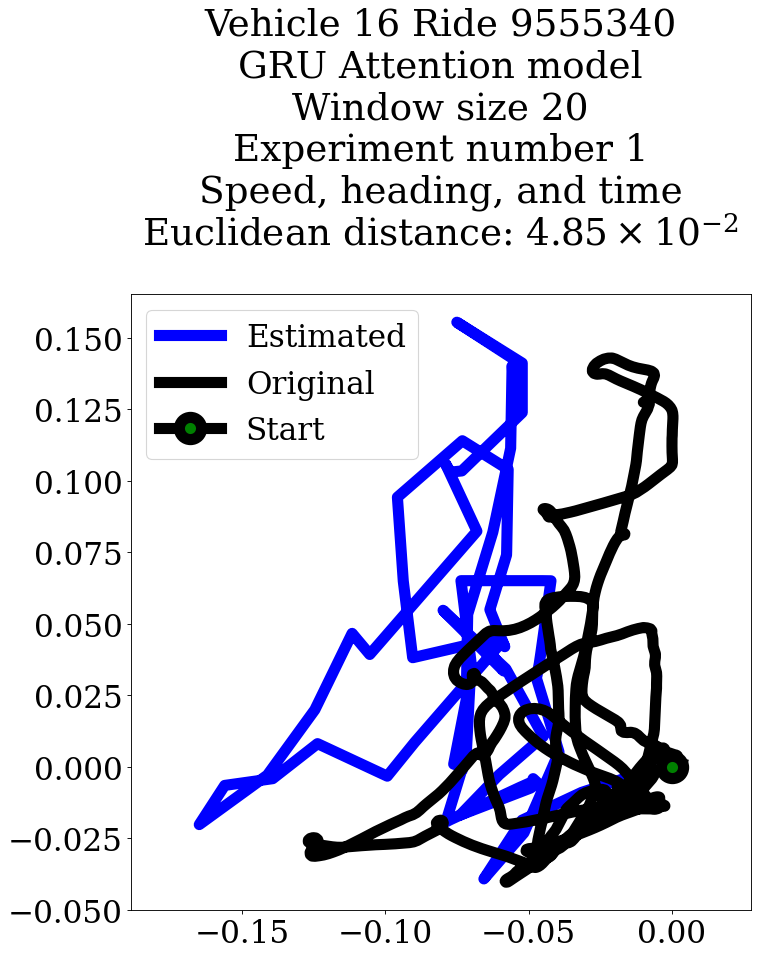 Vehicle 16 Ride 9555340
GRU Attention model
Window size 20
Experiment number 1
Speed, heading, and time
Euclidean distance: 4.85 × 10⁻²
Estimated
Original
Start
0.150
0.125
0.100
0.075
0.050
0.025
0.000
−0.025
−0.050
−0.15 −0.10 −0.05 0.00